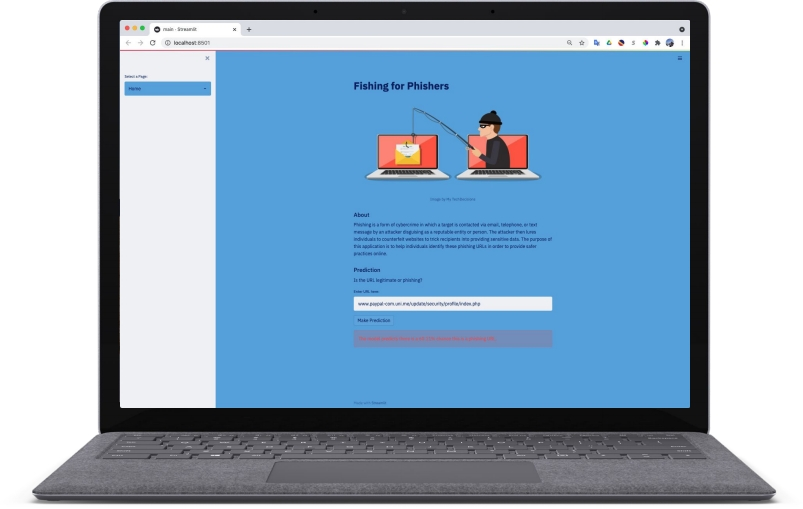 main · Streamlit
localhost:8501
Select a Page:
Home
Fishing for Phishers
About
Phishing is a form of cybercrime in which a target is contacted via email, telephone, or text
message by an attacker disguising as a reputable entity or person. The attacker then lures
individuals to counterfeit websites to trick recipients into providing sensitive data. The purpose
of this application is to help individuals identify these phishing URLs in order to provide safer
practices online.
Prediction
Is the URL legitimate or phishing?
Enter URL here:
www.paypal-com.uni.me/update/security/profile/index.php
Make Prediction
Made with Streamlit